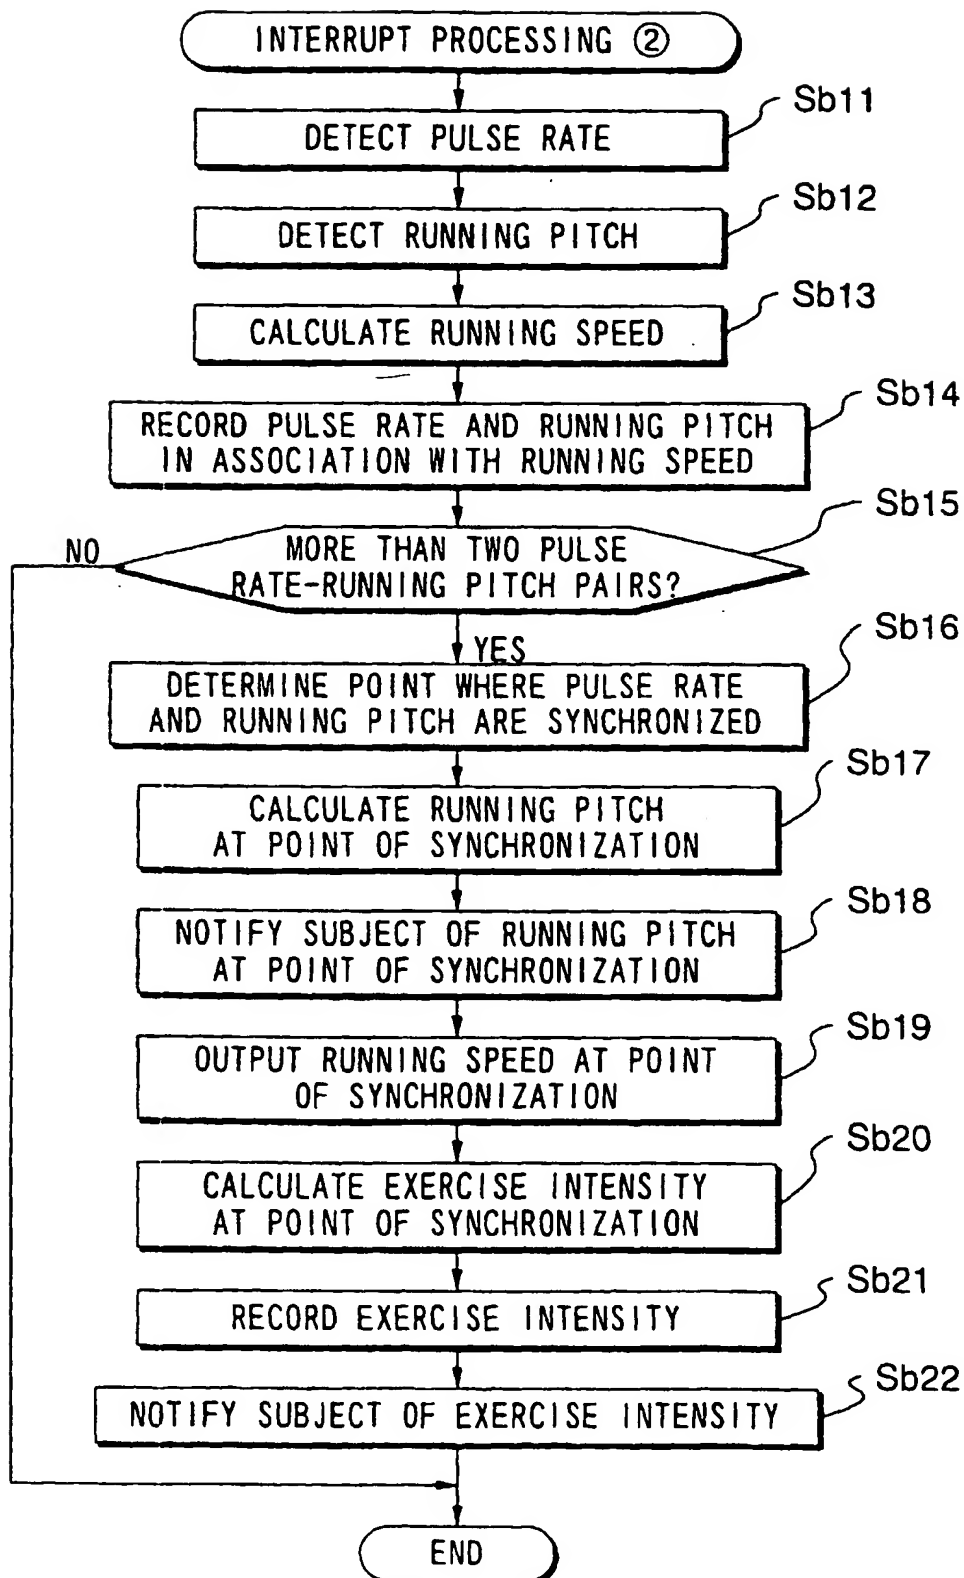 INTERRUPT PROCESSING ②
Sb11
DETECT PULSE RATE
Sb12
DETECT RUNNING PITCH
Sb13
CALCULATE RUNNING SPEED
Sb14
RECORD PULSE RATE AND RUNNING PITCH
IN ASSOCIATION WITH RUNNING SPEED
Sb15
NO
MORE THAN TWO PULSE
RATE-RUNNING PITCH PAIRS?
YES
Sb16
DETERMINE POINT WHERE PULSE RATE
AND RUNNING PITCH ARE SYNCHRONIZED
Sb17
CALCULATE RUNNING PITCH
AT POINT OF SYNCHRONIZATION
Sb18
NOTIFY SUBJECT OF RUNNING PITCH
AT POINT OF SYNCHRONIZATION
Sb19
OUTPUT RUNNING SPEED AT POINT
OF SYNCHRONIZATION
Sb20
CALCULATE EXERCISE INTENSITY
AT POINT OF SYNCHRONIZATION
Sb21
RECORD EXERCISE INTENSITY
Sb22
NOTIFY SUBJECT OF EXERCISE INTENSITY
END